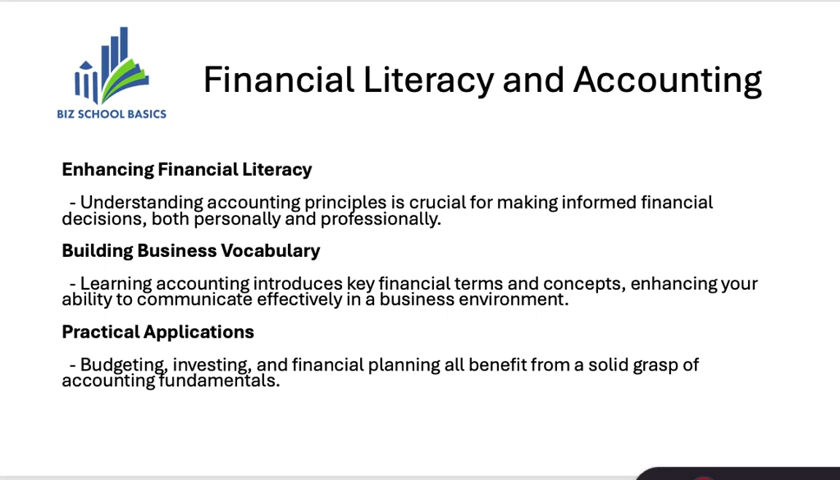 BIZ SCHOOL BASICS
Financial Literacy and Accounting
Enhancing Financial Literacy
- Understanding accounting principles is crucial for making informed financial
decisions, both personally and professionally.
Building Business Vocabulary
- Learning accounting introduces key financial terms and concepts, enhancing your
ability to communicate effectively in a business environment.
Practical Applications
- Budgeting, investing, and financial planning all benefit from a solid grasp of
accounting fundamentals.